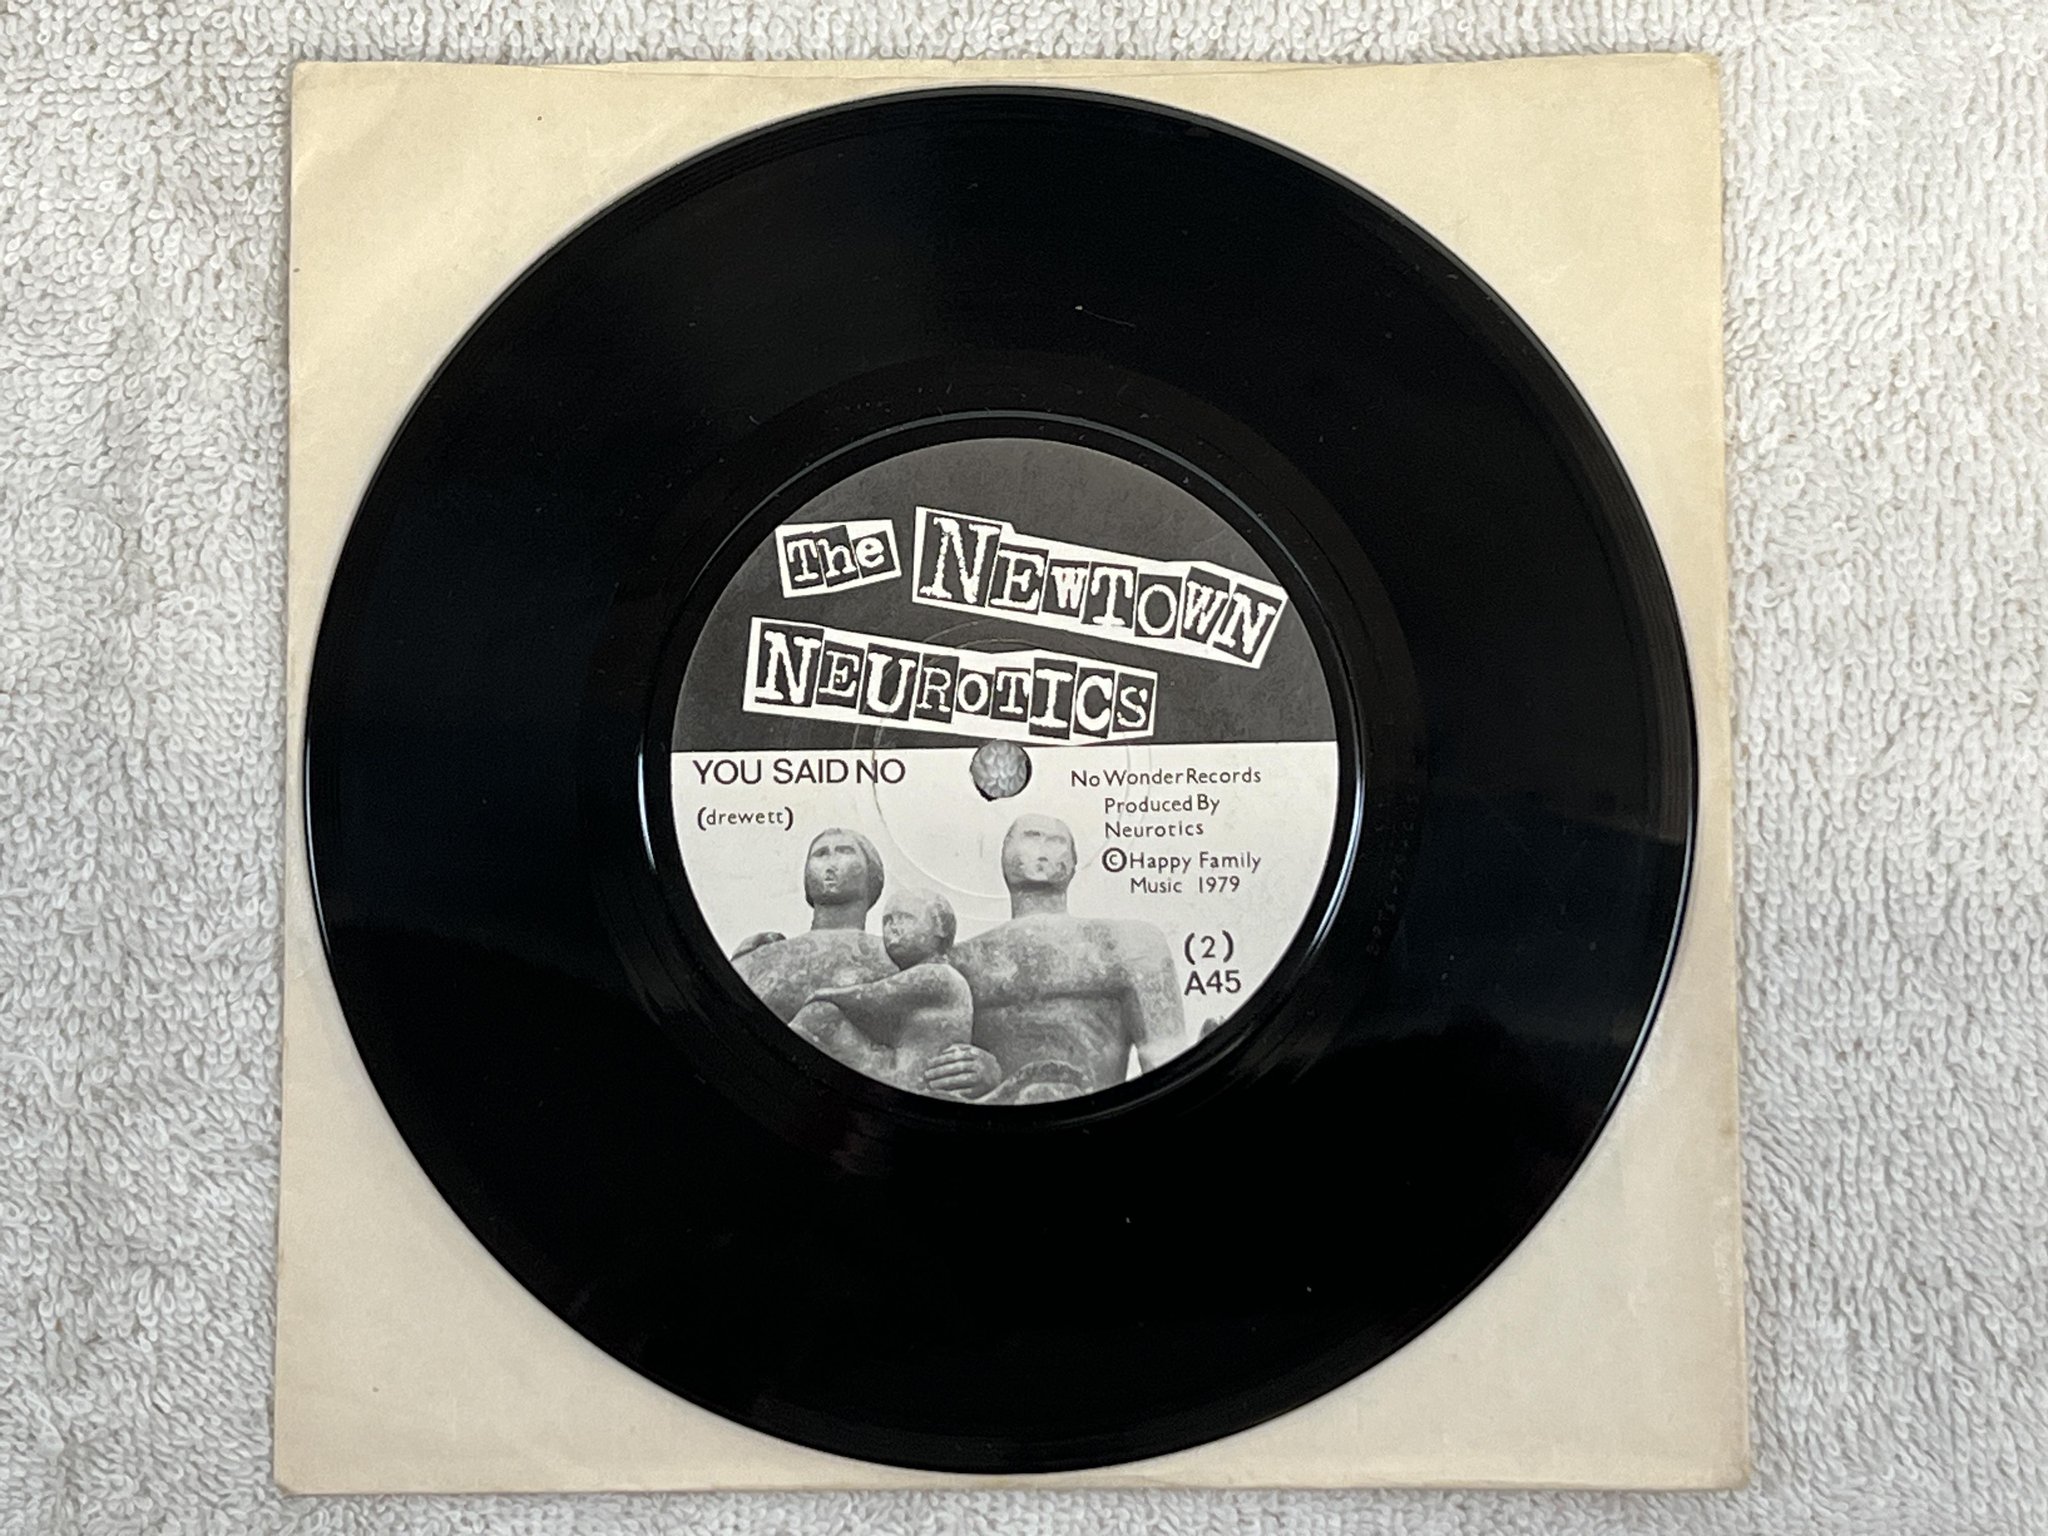 The NEWTOWN
NEUROTICS
YOU SAID NO
(drewett)
No Wonder Records
Produced By
Neurotics
© Happy Family
Music 1979
(2)
A45